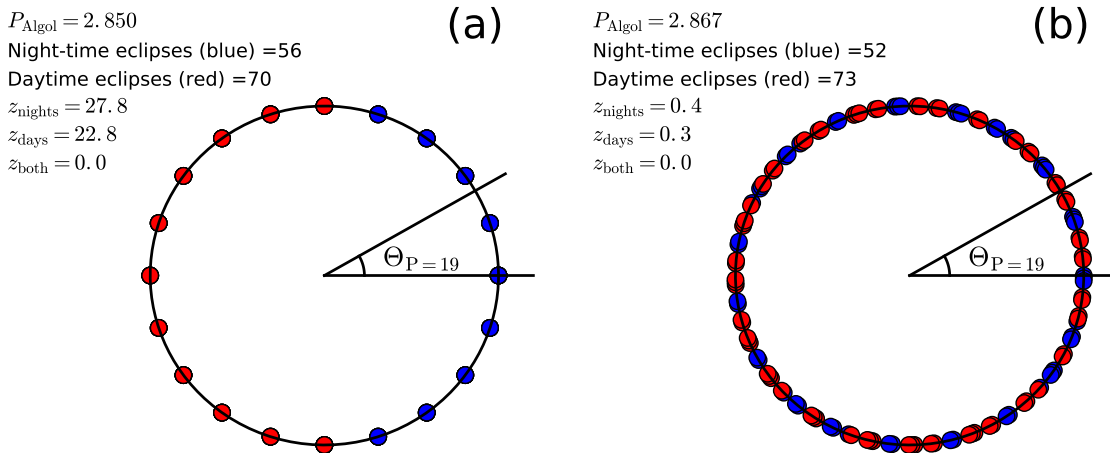 P_Algol = 2.850
(a)
Night-time eclipses (blue) =56
Daytime eclipses (red) =70
z_nights = 27.8
z_days = 22.8
z_both = 0.0
Θ_P=19
P_Algol = 2.867
(b)
Night-time eclipses (blue) =52
Daytime eclipses (red) =73
z_nights = 0.4
z_days = 0.3
z_both = 0.0
Θ_P=19